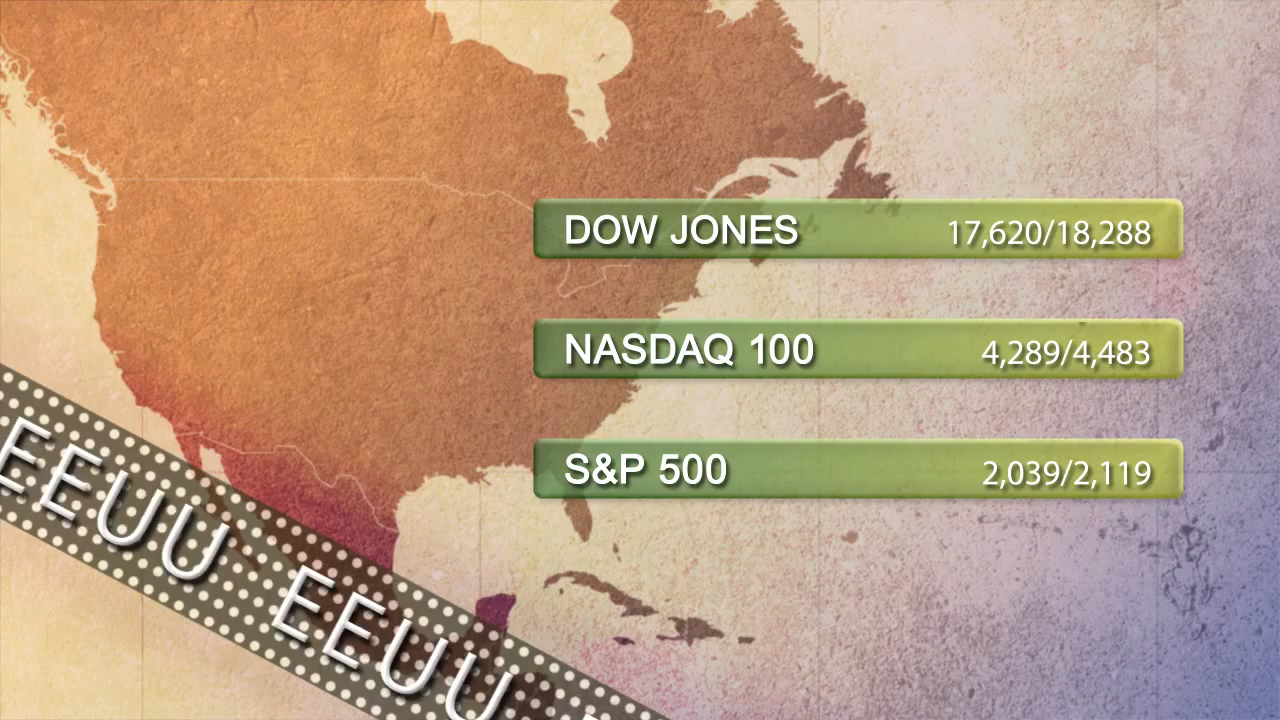 DOW JONES 17,620/18,288
NASDAQ 100 4,289/4,483
S&P 500 2,039/2,119
EEUU EEUU